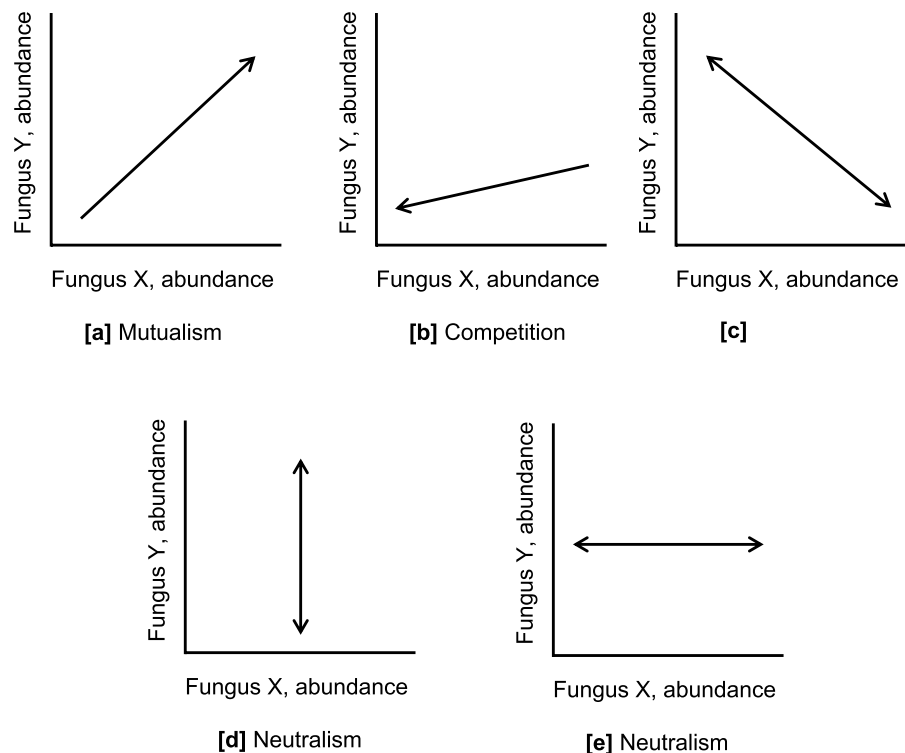 Fungus Y, abundance
Fungus X, abundance
[a] Mutualism
Fungus Y, abundance
Fungus X, abundance
[b] Competition
Fungus Y, abundance
Fungus X, abundance
[c]
Fungus Y, abundance
Fungus X, abundance
[d] Neutralism
Fungus Y, abundance
Fungus X, abundance
[e] Neutralism